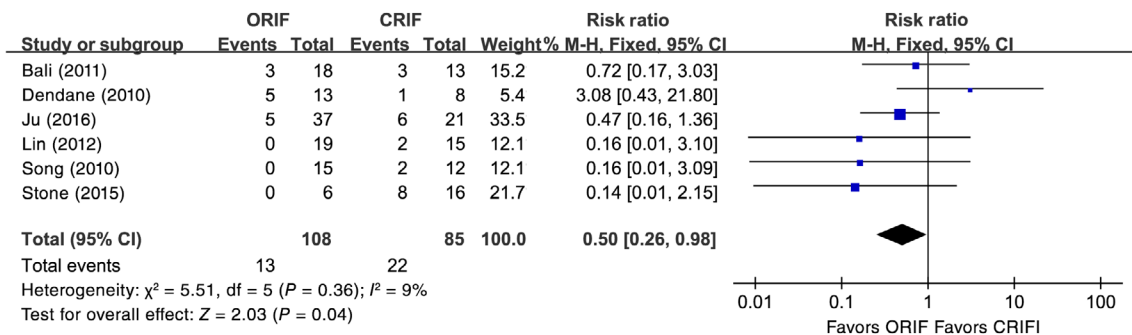 ORIF CRIF Risk ratio Risk ratio
Study or subgroup Events Total Events Total Weight% M-H, Fixed, 95% CI M-H, Fixed, 95% CI
Bali (2011) 3 18 3 13 15.2 0.72 [0.17, 3.03]
Dendane (2010) 5 13 1 8 5.4 3.08 [0.43, 21.80]
Ju (2016) 5 37 6 21 33.5 0.47 [0.16, 1.36]
Lin (2012) 0 19 2 15 12.1 0.16 [0.01, 3.10]
Song (2010) 0 15 2 12 12.1 0.16 [0.01, 3.09]
Stone (2015) 0 6 8 16 21.7 0.14 [0.01, 2.15]
Total (95% CI) 108 85 100.0 0.50 [0.26, 0.98]
Total events 13 22
Heterogeneity: χ² = 5.51, df = 5 (P = 0.36); I² = 9%
Test for overall effect: Z = 2.03 (P = 0.04)
0.01 0.1 1 10 100
Favors ORIF Favors CRIFI